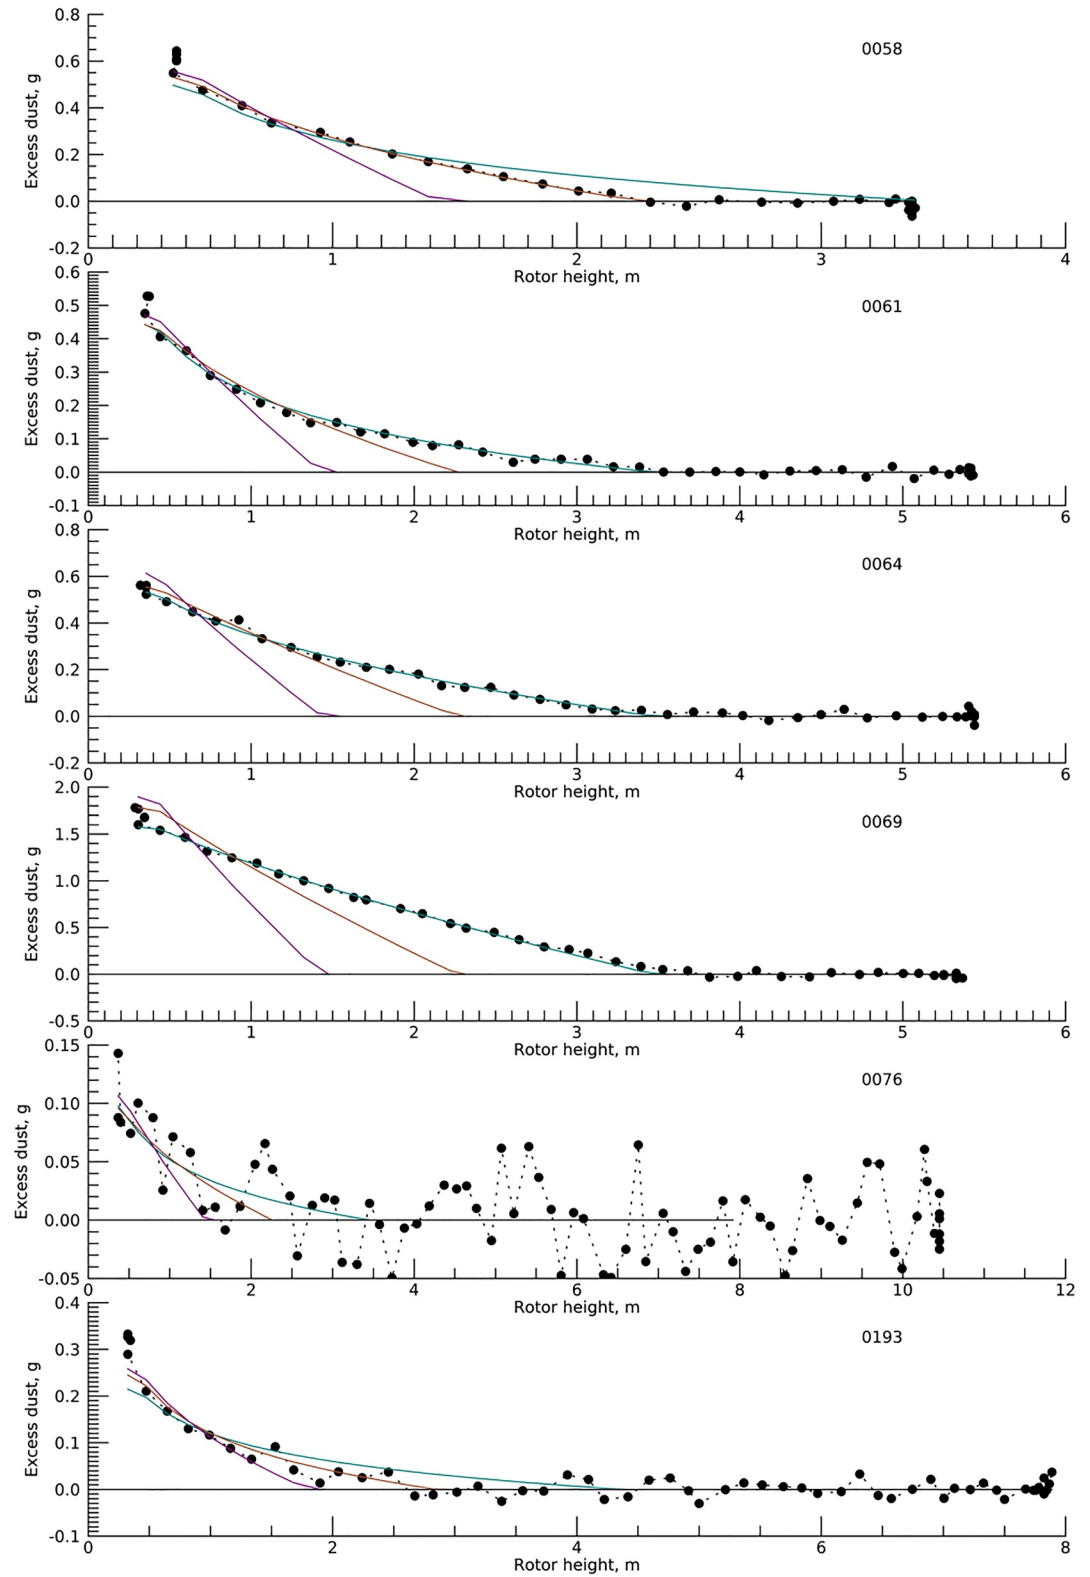 0.8
0.6
0.4
0.2
0.0
-0.2
Excess dust, g
0058
0 1 2 3 4
Rotor height, m
0.6
0.5
0.4
0.3
0.2
0.1
0.0
-0.1
Excess dust, g
0061
0 1 2 3 4 5 6
Rotor height, m
0.8
0.6
0.4
0.2
0.0
-0.2
Excess dust, g
0064
0 1 2 3 4 5 6
Rotor height, m
2.0
1.5
1.0
0.5
0.0
-0.5
Excess dust, g
0069
0 1 2 3 4 5 6
Rotor height, m
0.15
0.10
0.05
0.00
-0.05
Excess dust, g
0076
0 2 4 6 8 10 12
Rotor height, m
0.4
0.3
0.2
0.1
0.0
-0.1
Excess dust, g
0193
0 2 4 6 8
Rotor height, m